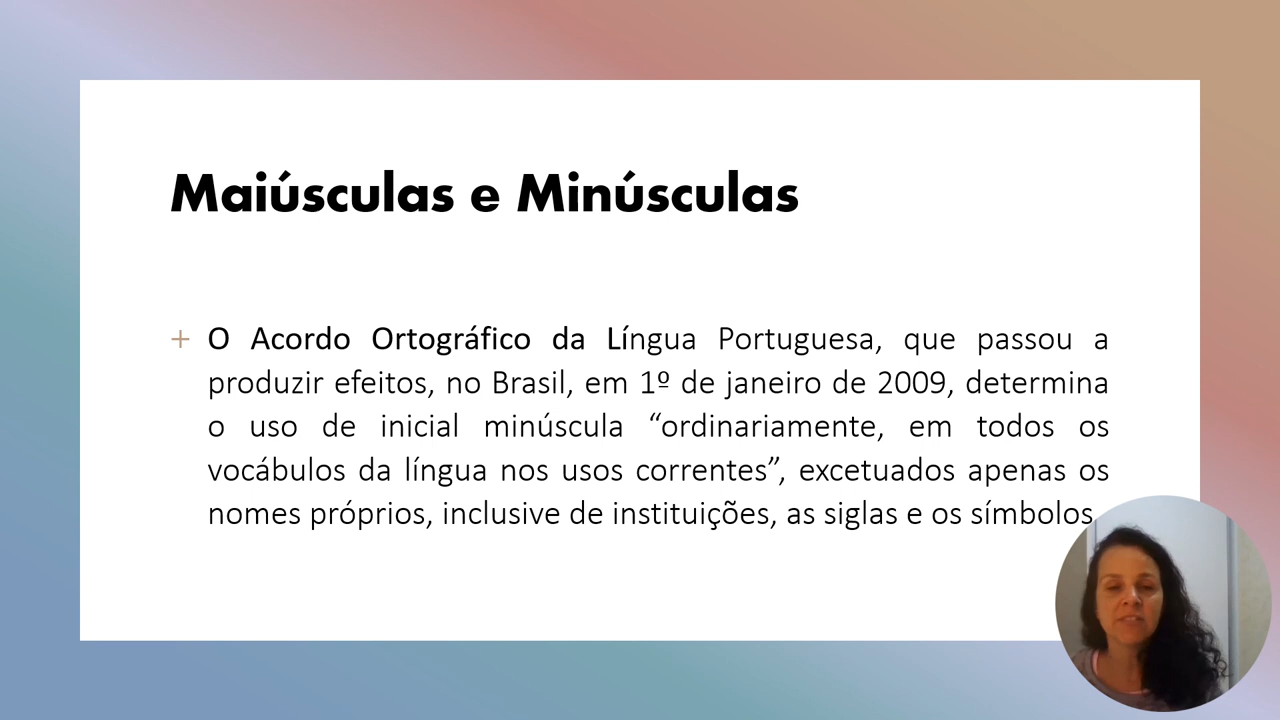 Maiúsculas e Minúsculas
+ O Acordo Ortográfico da Língua Portuguesa, que passou a
produzir efeitos, no Brasil, em 1º de janeiro de 2009, determina
o uso de inicial minúscula “ordinariamente, em todos os
vocábulos da língua nos usos correntes”, excetuados apenas os
nomes próprios, inclusive de instituições, as siglas e os símbolos